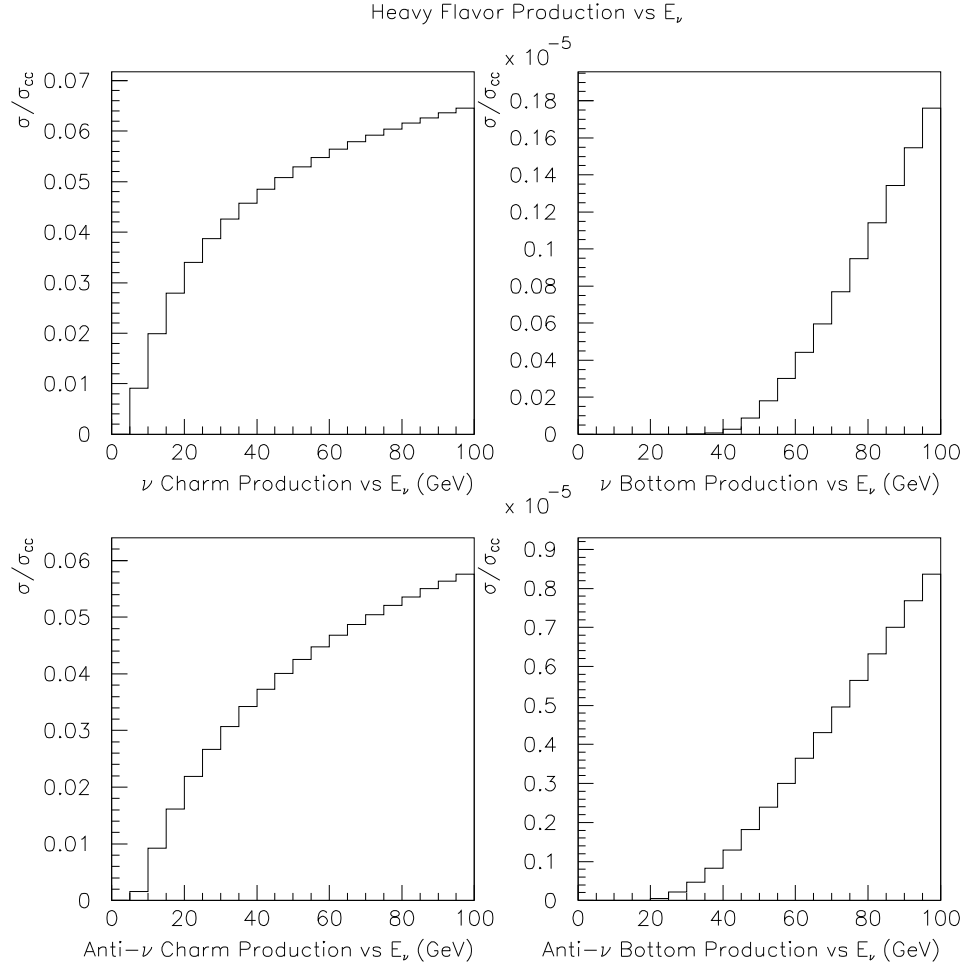 Heavy Flavor Production vs E_ν
σ/σ_cc
0.07
0.06
0.05
0.04
0.03
0.02
0.01
0
0 20 40 60 80 100
ν Charm Production vs E_ν (GeV)
x 10^-5
σ/σ_cc
0.18
0.16
0.14
0.12
0.1
0.08
0.06
0.04
0.02
0
0 20 40 60 80 100
ν Bottom Production vs E_ν (GeV)
σ/σ_cc
0.06
0.05
0.04
0.03
0.02
0.01
0
0 20 40 60 80 100
Anti-ν Charm Production vs E_ν (GeV)
x 10^-5
σ/σ_cc
0.9
0.8
0.7
0.6
0.5
0.4
0.3
0.2
0.1
0
0 20 40 60 80 100
Anti-ν Bottom Production vs E_ν (GeV)